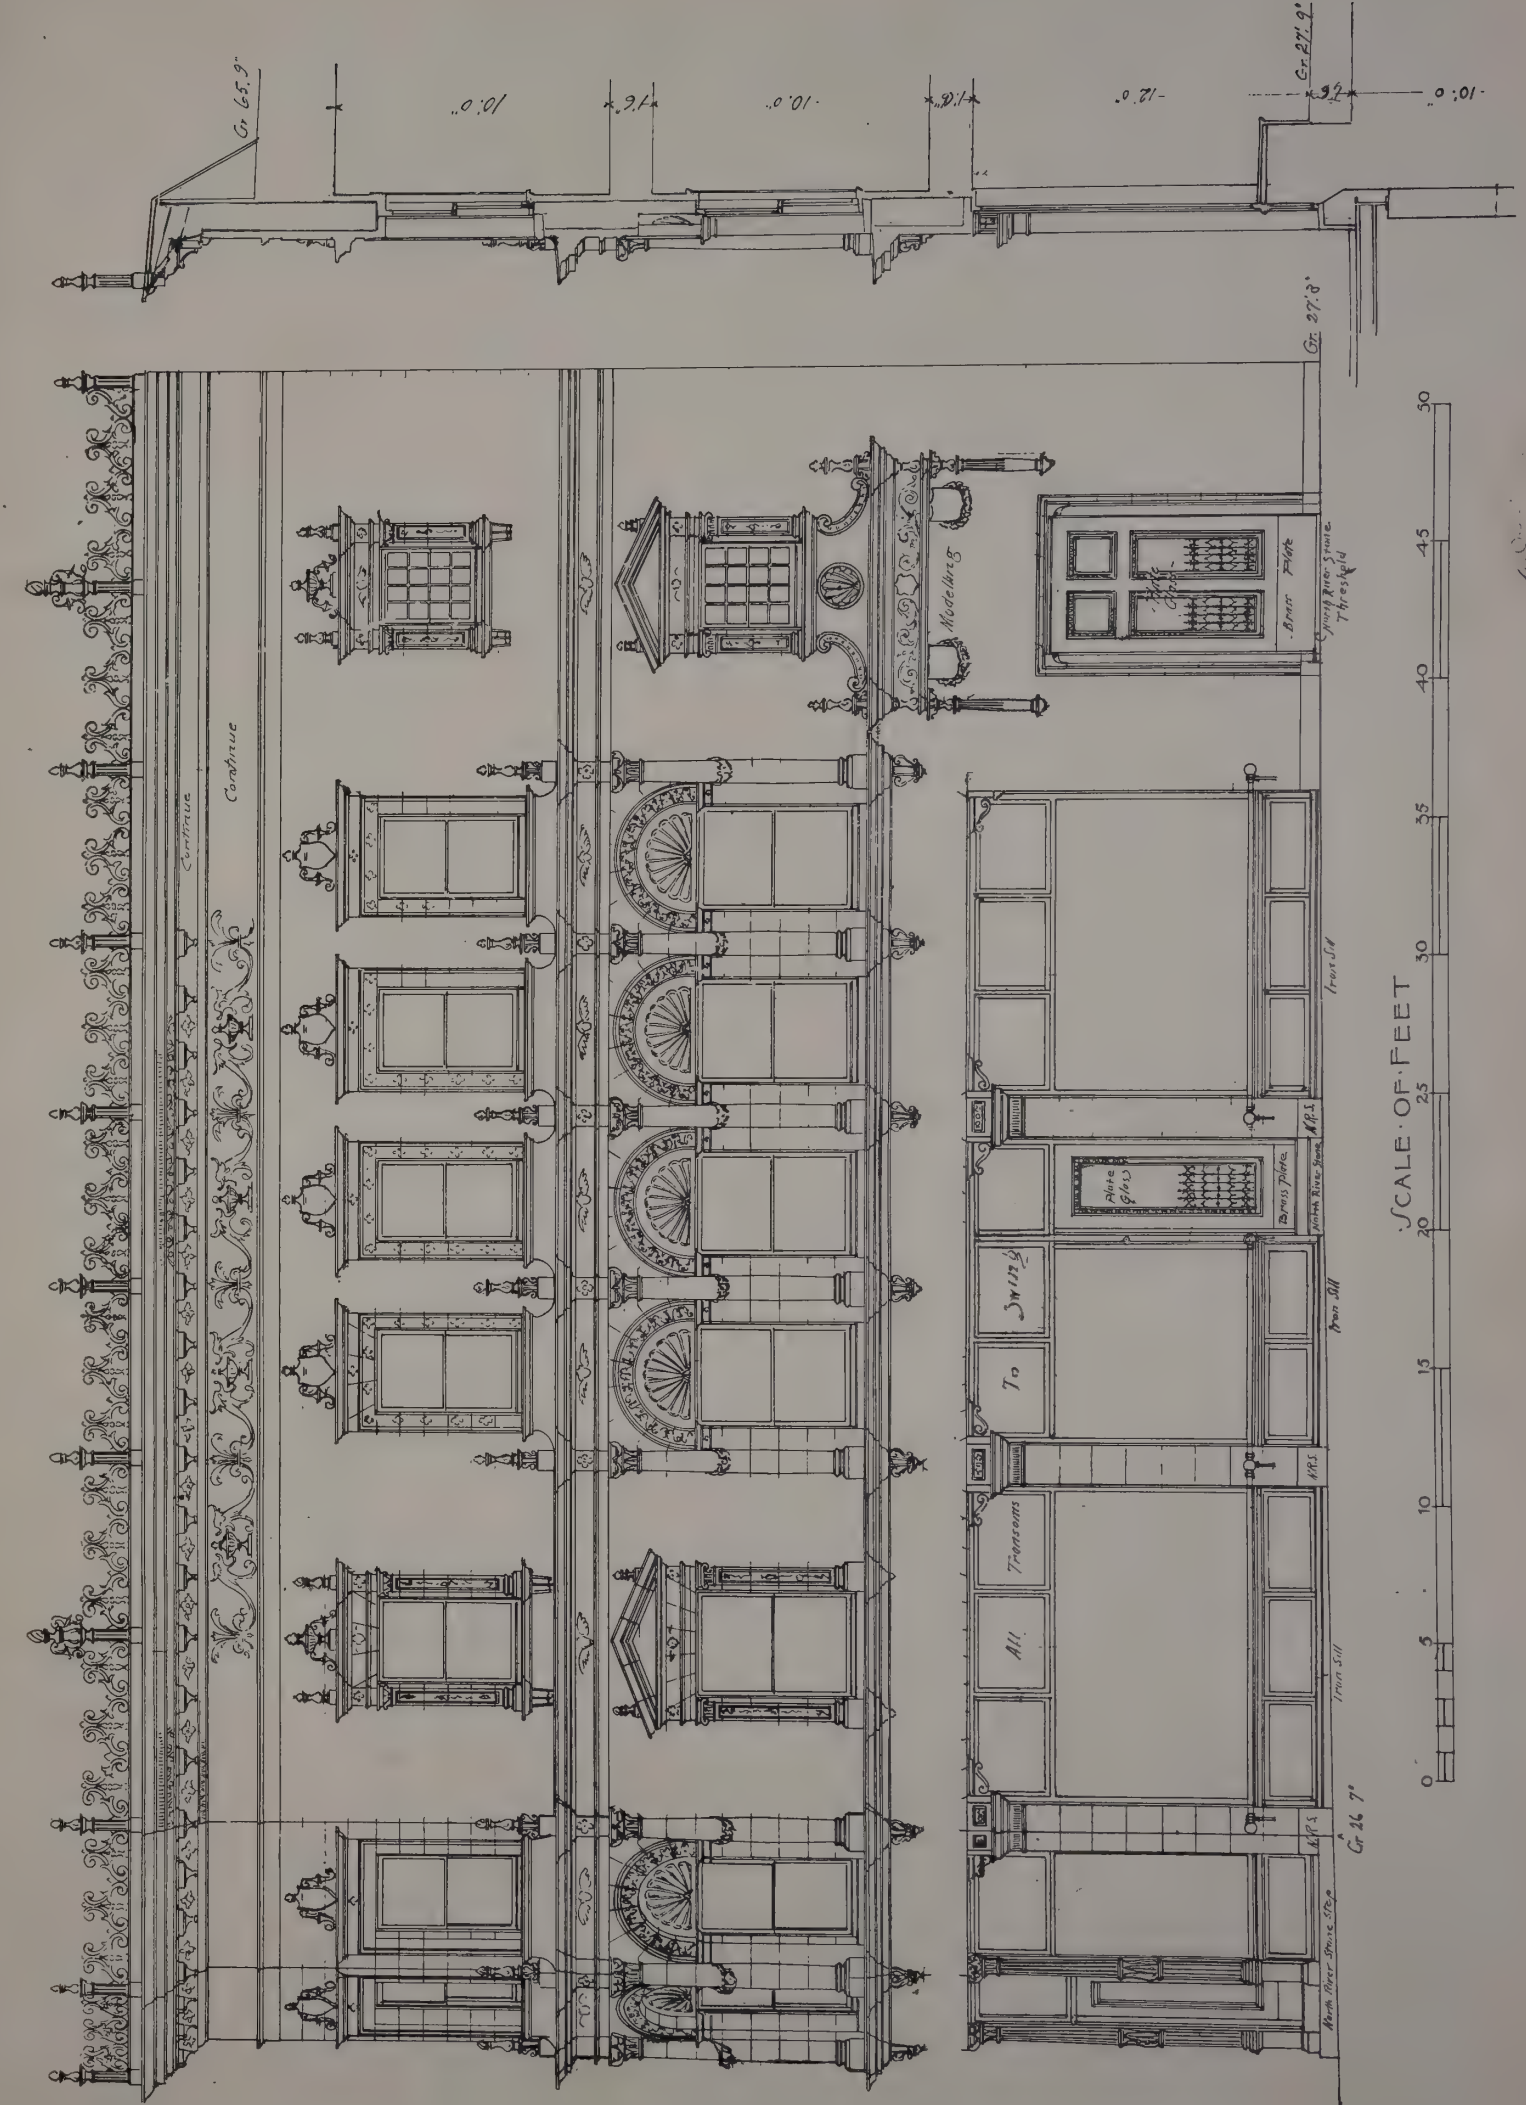 Gr 65.9"
10'.0"
1'.6"
10'.0"
1'.8"
12'.0"
Gr. 27'.9"
10'.0"
Continue
Continue
Modelling
Gr. 27'.3"
Plate
Glass
Brass Plate
North River Stone
Threshold
All
Transoms
To
Swing
Plate
Glass
Brass plate
North River Stone
N.R.S.
N.R.S.
N.R.S.
North River Stone Step
Iron Sill
Iron Sill
Iron Sill
Gr 26 7"
0 5 10 15 20 25 30 35 40 45 50
SCALE · OF · FEET